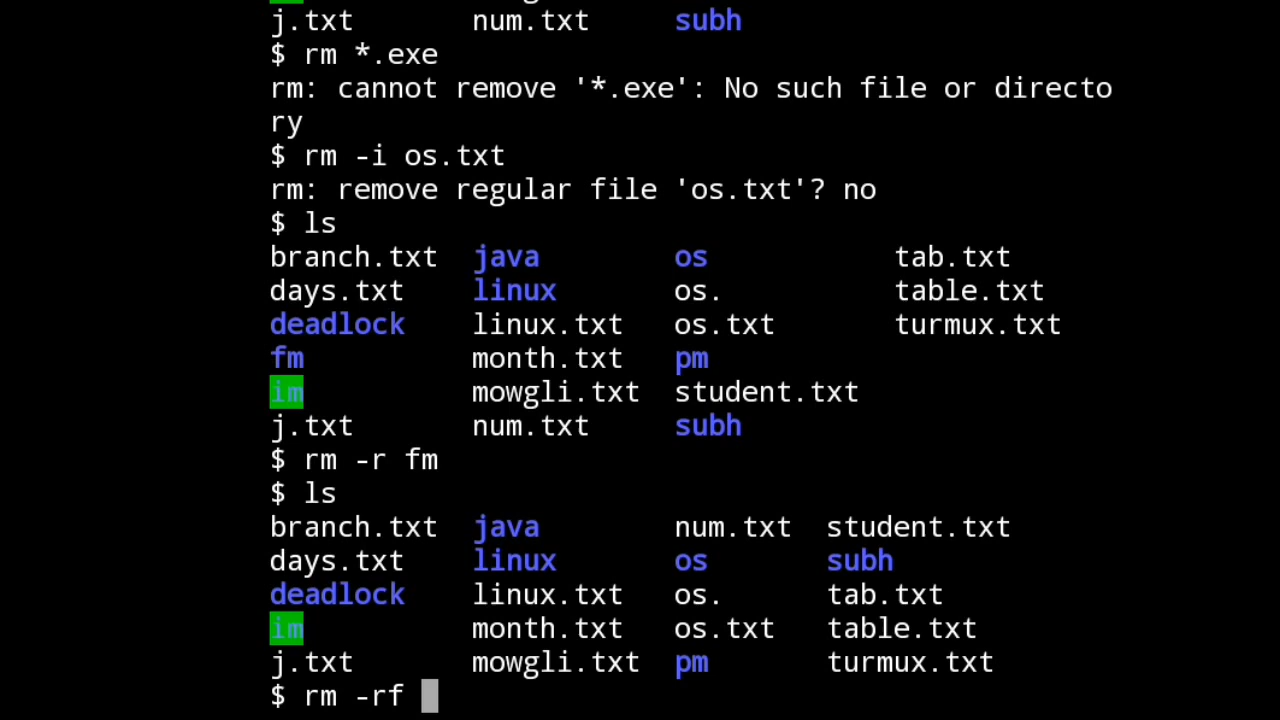 j.txt num.txt subh
$ rm *.exe
rm: cannot remove '*.exe': No such file or directo
ry
$ rm -i os.txt
rm: remove regular file 'os.txt'? no
$ ls
branch.txt java os tab.txt
days.txt linux os. table.txt
deadlock linux.txt os.txt turmux.txt
fm month.txt pm
im mowgli.txt student.txt
j.txt num.txt subh
$ rm -r fm
$ ls
branch.txt java num.txt student.txt
days.txt linux os subh
deadlock linux.txt os. tab.txt
im month.txt os.txt table.txt
j.txt mowgli.txt pm turmux.txt
$ rm -rf